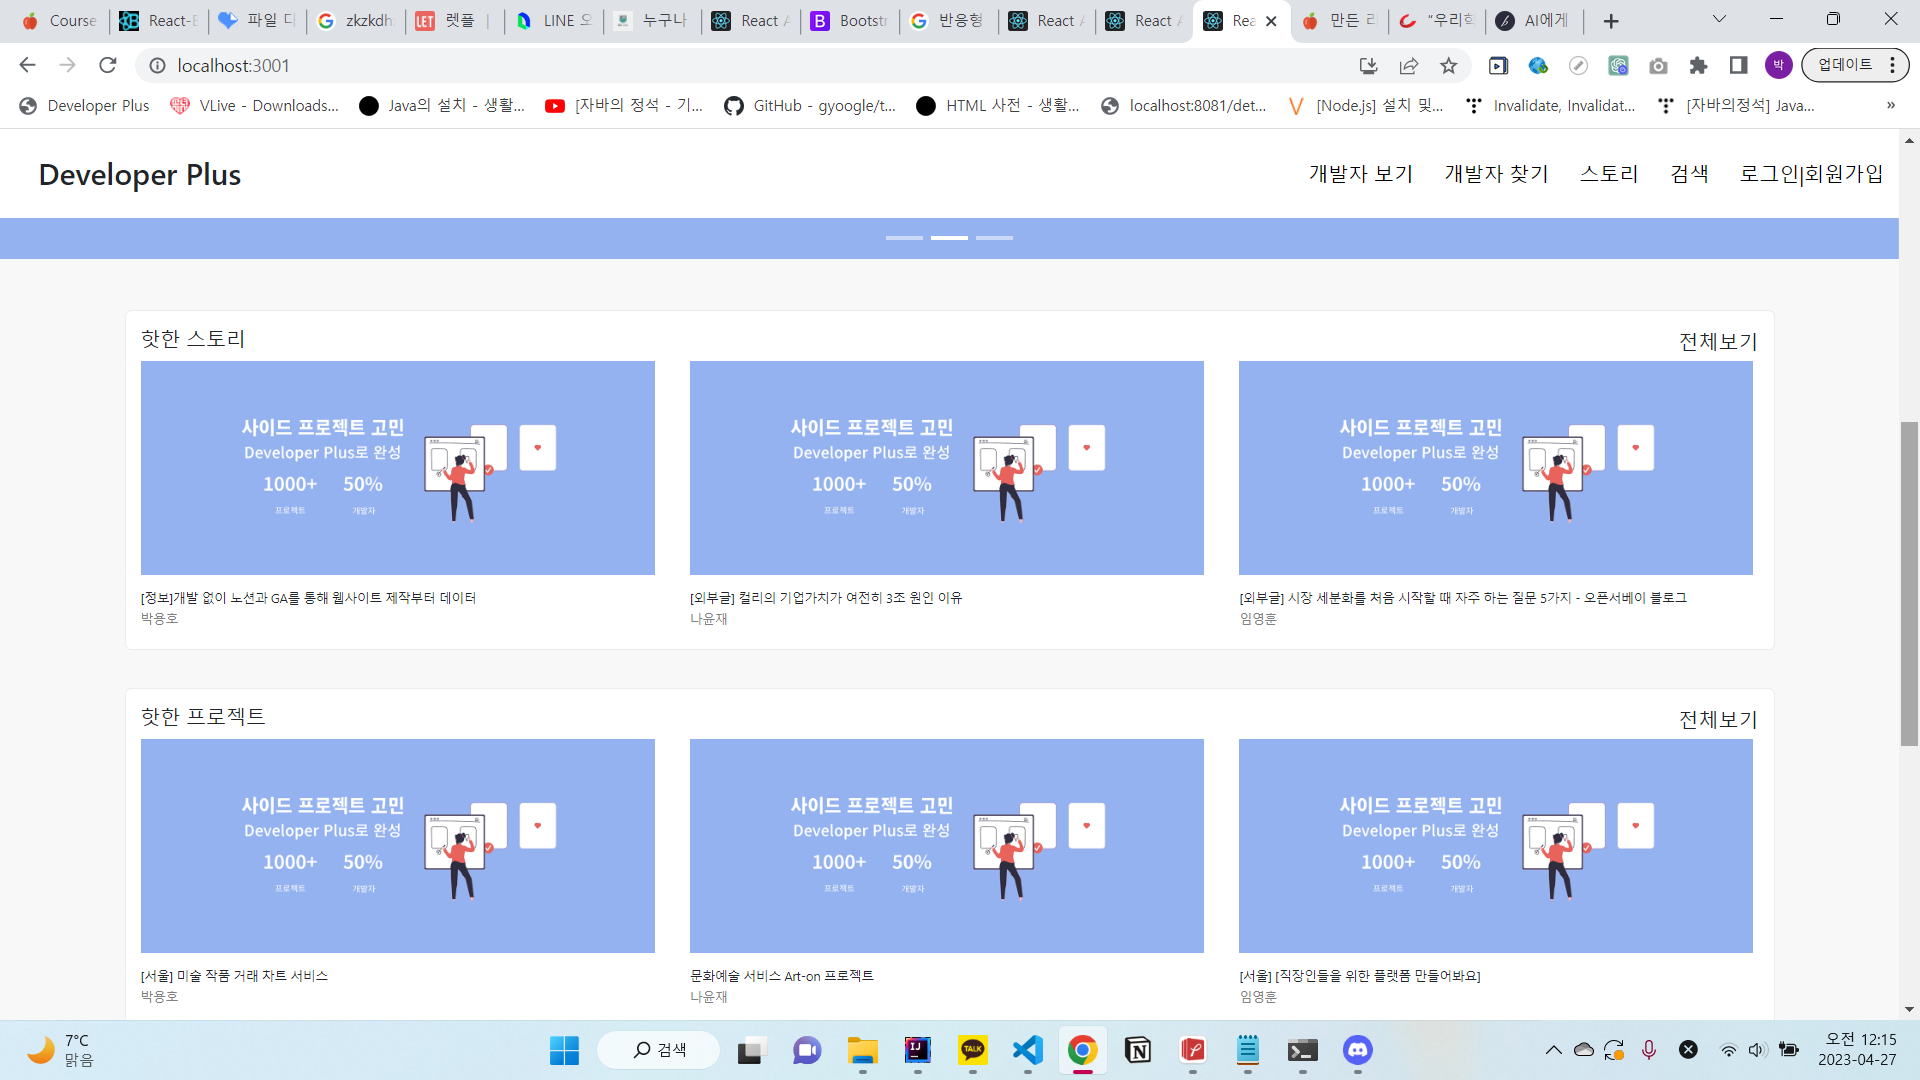 Course
React-B
파일 다
zkzkdh
렛플 |
LINE 오
누구나
React A
Bootstr
반응형
React A
React A
Rea
만든 리
“우리학
AI에게
localhost:3001
박
업데이트
Developer Plus
VLive - Downloads...
Java의 설치 - 생활...
[자바의 정석 - 기...
GitHub - gyoogle/t...
HTML 사전 - 생활...
localhost:8081/det...
[Node.js] 설치 및...
Invalidate, Invalidat...
[자바의정석] Java...
»
Developer Plus
개발자 보기
개발자 찾기
스토리
검색
로그인|회원가입
핫한 스토리
전체보기
사이드 프로젝트 고민
Developer Plus로 완성
1000+ 50%
프로젝트 개발자
사이드 프로젝트 고민
Developer Plus로 완성
1000+ 50%
프로젝트 개발자
사이드 프로젝트 고민
Developer Plus로 완성
1000+ 50%
프로젝트 개발자
[정보]개발 없이 노션과 GA를 통해 웹사이트 제작부터 데이터
박용호
[외부글] 컬리의 기업가치가 여전히 3조 원인 이유
나윤재
[외부글] 시장 세분화를 처음 시작할 때 자주 하는 질문 5가지 - 오픈서베이 블로그
임영훈
핫한 프로젝트
전체보기
사이드 프로젝트 고민
Developer Plus로 완성
1000+ 50%
프로젝트 개발자
사이드 프로젝트 고민
Developer Plus로 완성
1000+ 50%
프로젝트 개발자
사이드 프로젝트 고민
Developer Plus로 완성
1000+ 50%
프로젝트 개발자
[서울] 미술 작품 거래 차트 서비스
박용호
문화예술 서비스 Art-on 프로젝트
나윤재
[서울] [직장인들을 위한 플랫폼 만들어봐요]
임영훈
7°C
맑음
검색
오전 12:15
2023-04-27